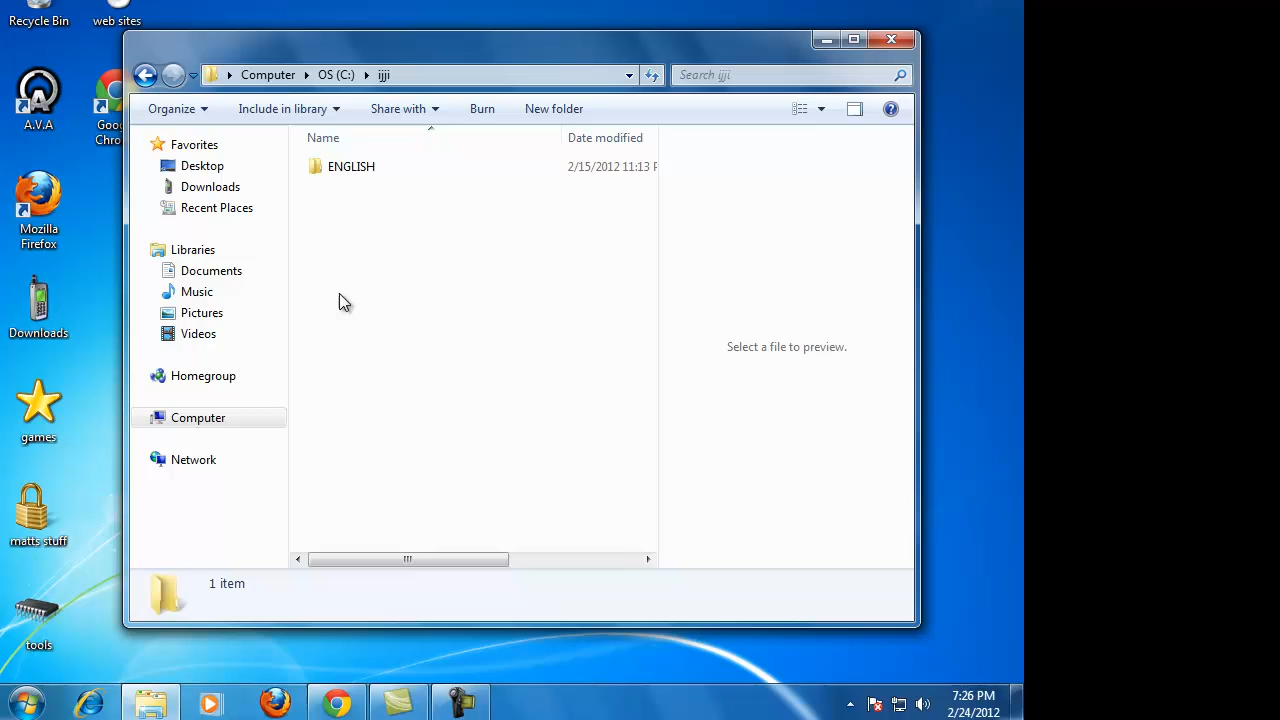 Recycle Bin
web sites
Computer OS (C:) ijji
Search ijji
Organize Include in library Share with Burn New folder
A.V.A
Goo
Chro
Favorites
Desktop
Downloads
Recent Places
Libraries
Documents
Music
Pictures
Videos
Homegroup
Computer
Network
Name Date modified
ENGLISH 2/15/2012 11:13 P
Select a file to preview.
1 item
Mozilla
Firefox
Downloads
games
matts stuff
tools
7:26 PM
2/24/2012